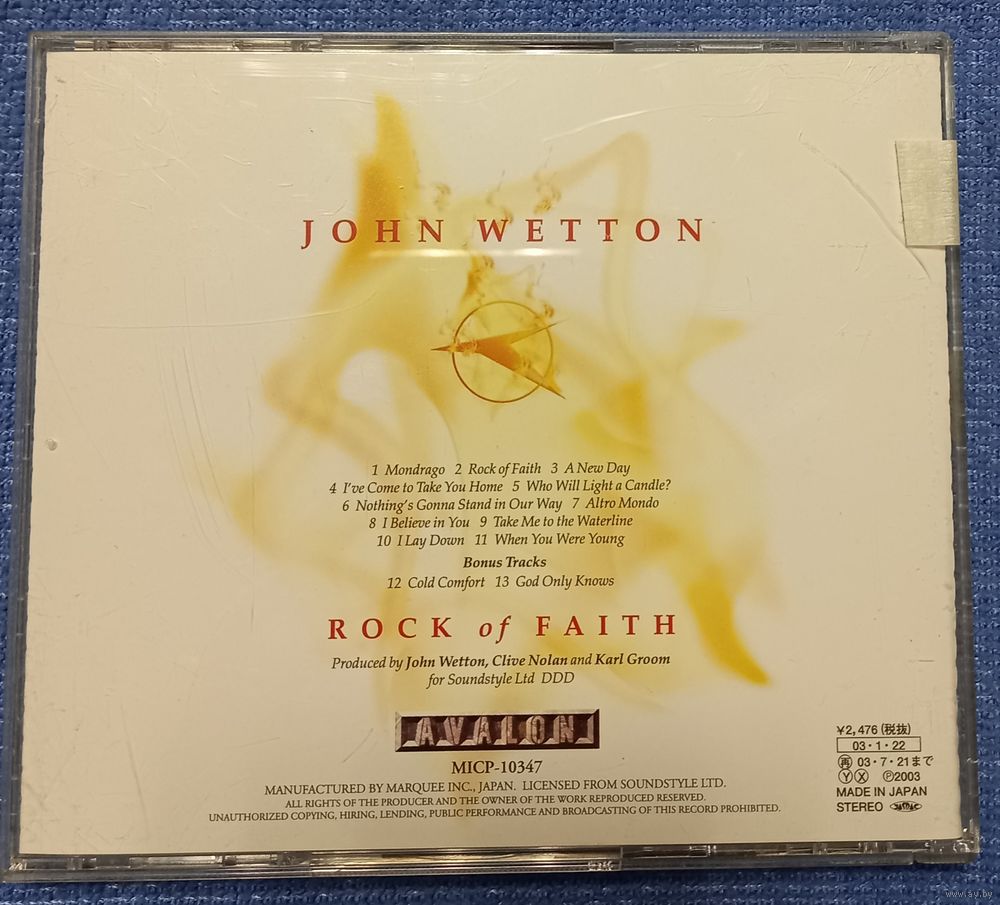 JOHN WETTON
1 Mondrago 2 Rock of Faith 3 A New Day
4 I've Come to Take You Home 5 Who Will Light a Candle?
6 Nothing's Gonna Stand in Our Way 7 Altro Mondo
8 I Believe in You 9 Take Me to the Waterline
10 I Lay Down 11 When You Were Young
Bonus Tracks
12 Cold Comfort 13 God Only Knows
ROCK of FAITH
Produced by John Wetton, Clive Nolan and Karl Groom
for Soundstyle Ltd DDD
AVALON
MICP-10347
MANUFACTURED BY MARQUEE INC., JAPAN. LICENSED FROM SOUNDSTYLE LTD.
ALL RIGHTS OF THE PRODUCER AND THE OWNER OF THE WORK REPRODUCED RESERVED.
UNAUTHORIZED COPYING, HIRING, LENDING, PUBLIC PERFORMANCE AND BROADCASTING OF THIS RECORD PROHIBITED.
¥2,476 (税抜)
03・1・22
再 03・7・21まで
Ⓨ Ⓧ ℗2003
MADE IN JAPAN
STEREO
www.ay.by